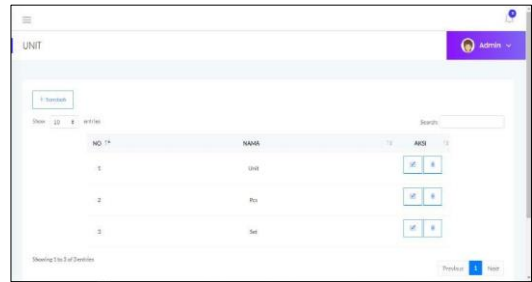 UNIT
Admin
+ Tambah
Show 10 entries
Search:
NO NAMA AKSI
1 Unit
2 Pcs
3 Set
Showing 1 to 3 of 3 entries
Previous 1 Next